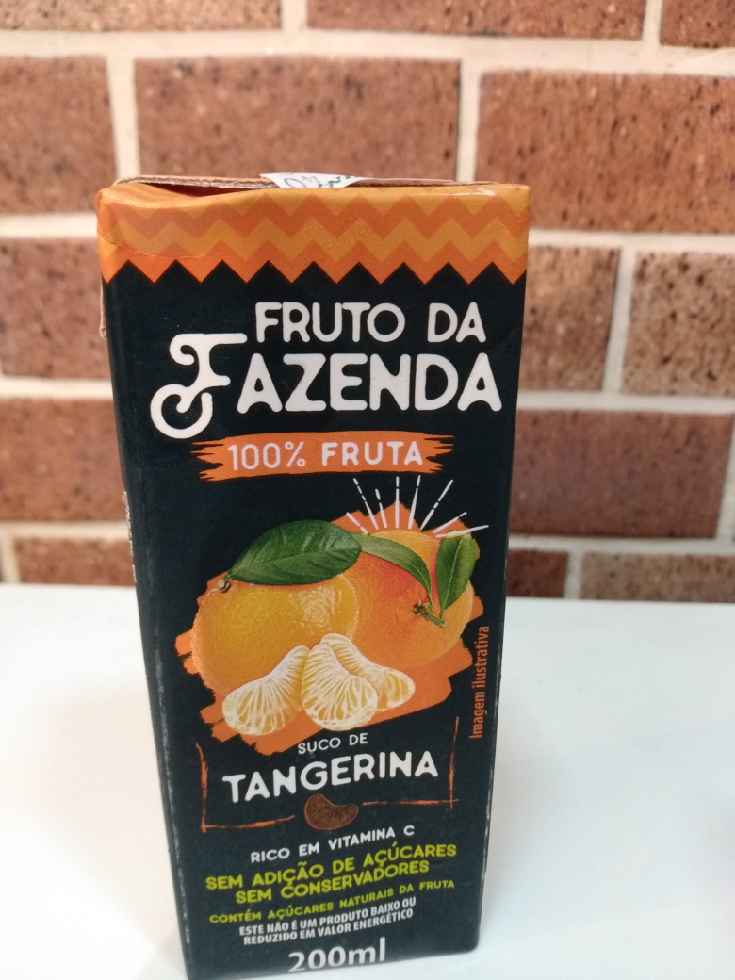 FRUTO DA
FAZENDA
100% FRUTA
Imagem ilustrativa
SUCO DE
TANGERINA
RICO EM VITAMINA C
SEM ADIÇÃO DE AÇÚCARES
SEM CONSERVADORES
CONTÉM AÇÚCARES NATURAIS DA FRUTA
ESTE NÃO É UM PRODUTO BAIXO OU
REDUZIDO EM VALOR ENERGÉTICO
200ml